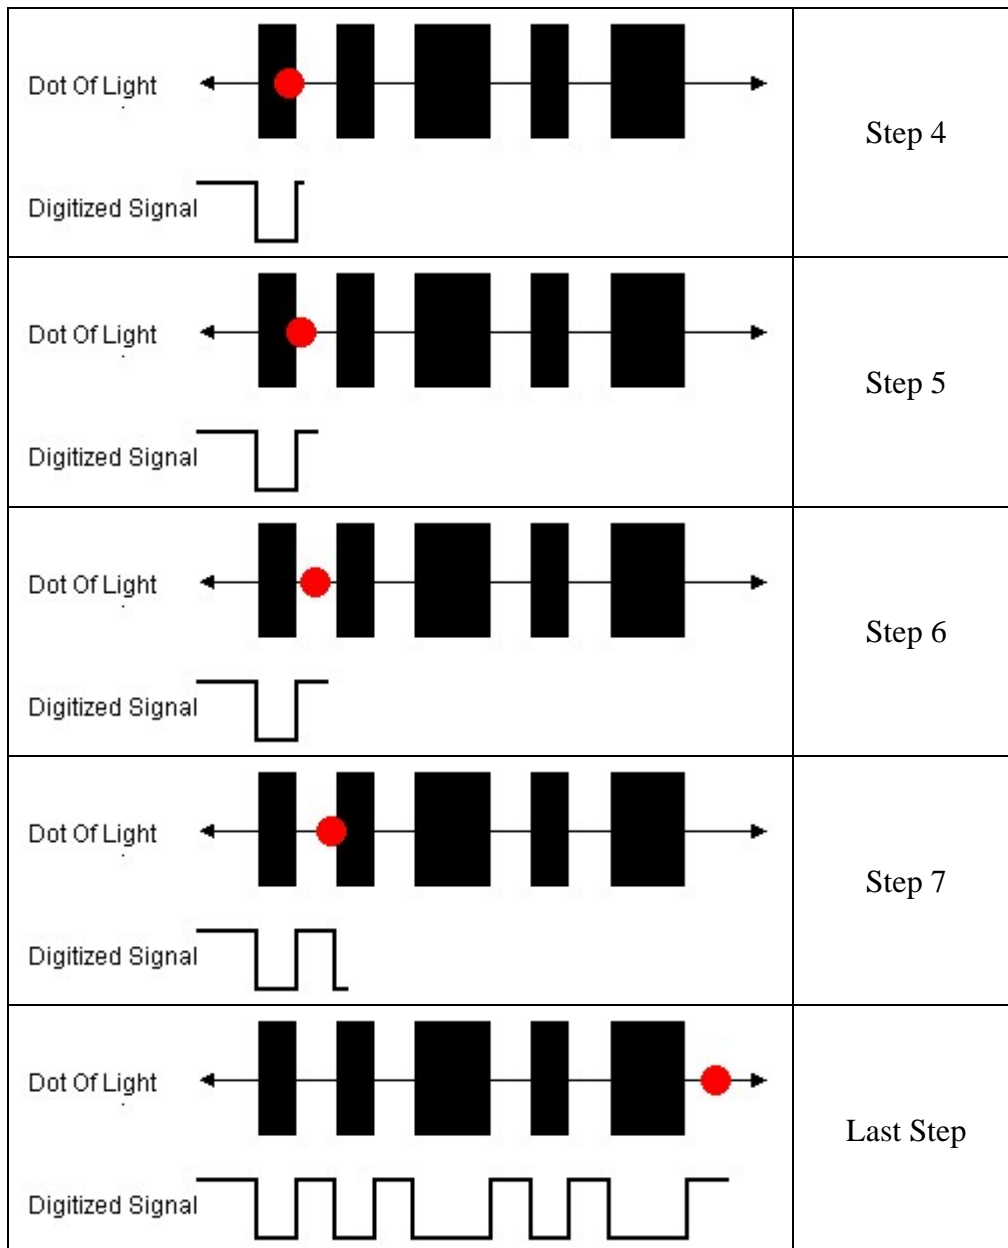 Dot Of Light
Step 4
Digitized Signal
Dot Of Light
Step 5
Digitized Signal
Dot Of Light
Step 6
Digitized Signal
Dot Of Light
Step 7
Digitized Signal
Dot Of Light
Last Step
Digitized Signal